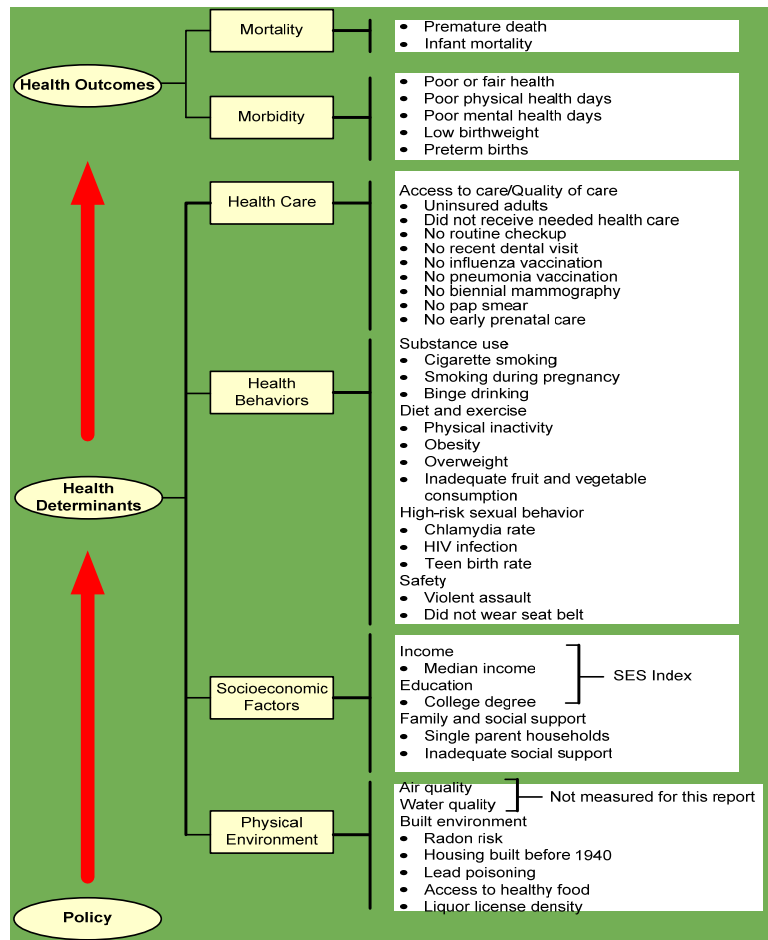 Mortality
Premature death
Infant mortality
Health Outcomes
Morbidity
Poor or fair health
Poor physical health days
Poor mental health days
Low birthweight
Preterm births
Health Care
Access to care/Quality of care
Uninsured adults
Did not receive needed health care
No routine checkup
No recent dental visit
No influenza vaccination
No pneumonia vaccination
No biennial mammography
No pap smear
No early prenatal care
Health
Behaviors
Substance use
Cigarette smoking
Smoking during pregnancy
Binge drinking
Diet and exercise
Physical inactivity
Obesity
Overweight
Inadequate fruit and vegetable
consumption
High-risk sexual behavior
Chlamydia rate
HIV infection
Teen birth rate
Safety
Violent assault
Did not wear seat belt
Health
Determinants
Socioeconomic
Factors
Income
Median income
Education
College degree
SES Index
Family and social support
Single parent households
Inadequate social support
Physical
Environment
Air quality
Water quality
Not measured for this report
Built environment
Radon risk
Housing built before 1940
Lead poisoning
Access to healthy food
Liquor license density
Policy